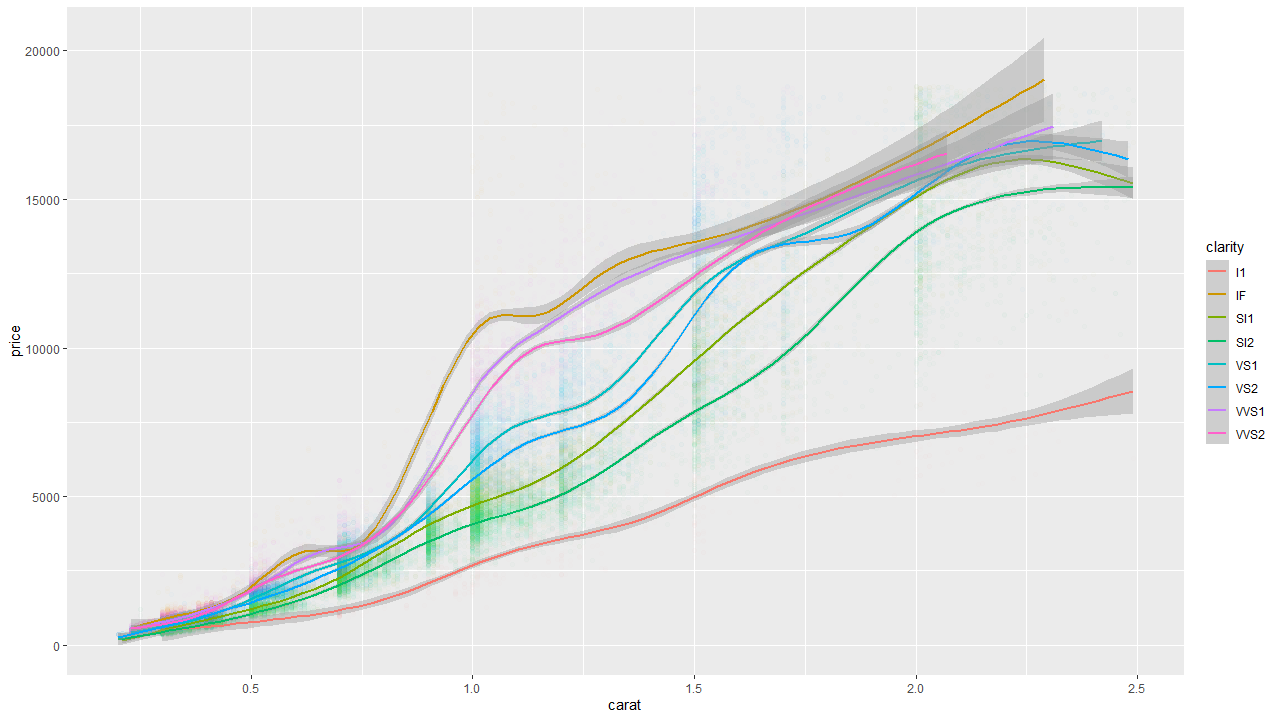 20000
15000
10000
5000
0
price
0.5
1.0
1.5
2.0
2.5
carat
clarity
I1
IF
SI1
SI2
VS1
VS2
VVS1
VVS2